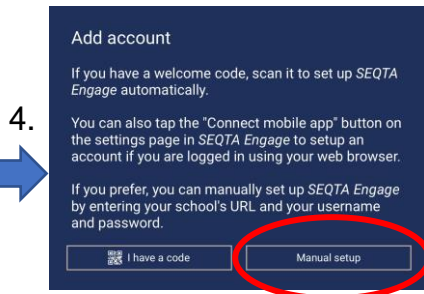 Add account
If you have a welcome code, scan it to set up SEQTA
Engage automatically.
4.
You can also tap the "Connect mobile app" button on
the settings page in SEQTA Engage to setup an
account if you are logged in using your web browser.
If you prefer, you can manually set up SEQTA Engage
by entering your school's URL and your username
and password.
I have a code
Manual setup